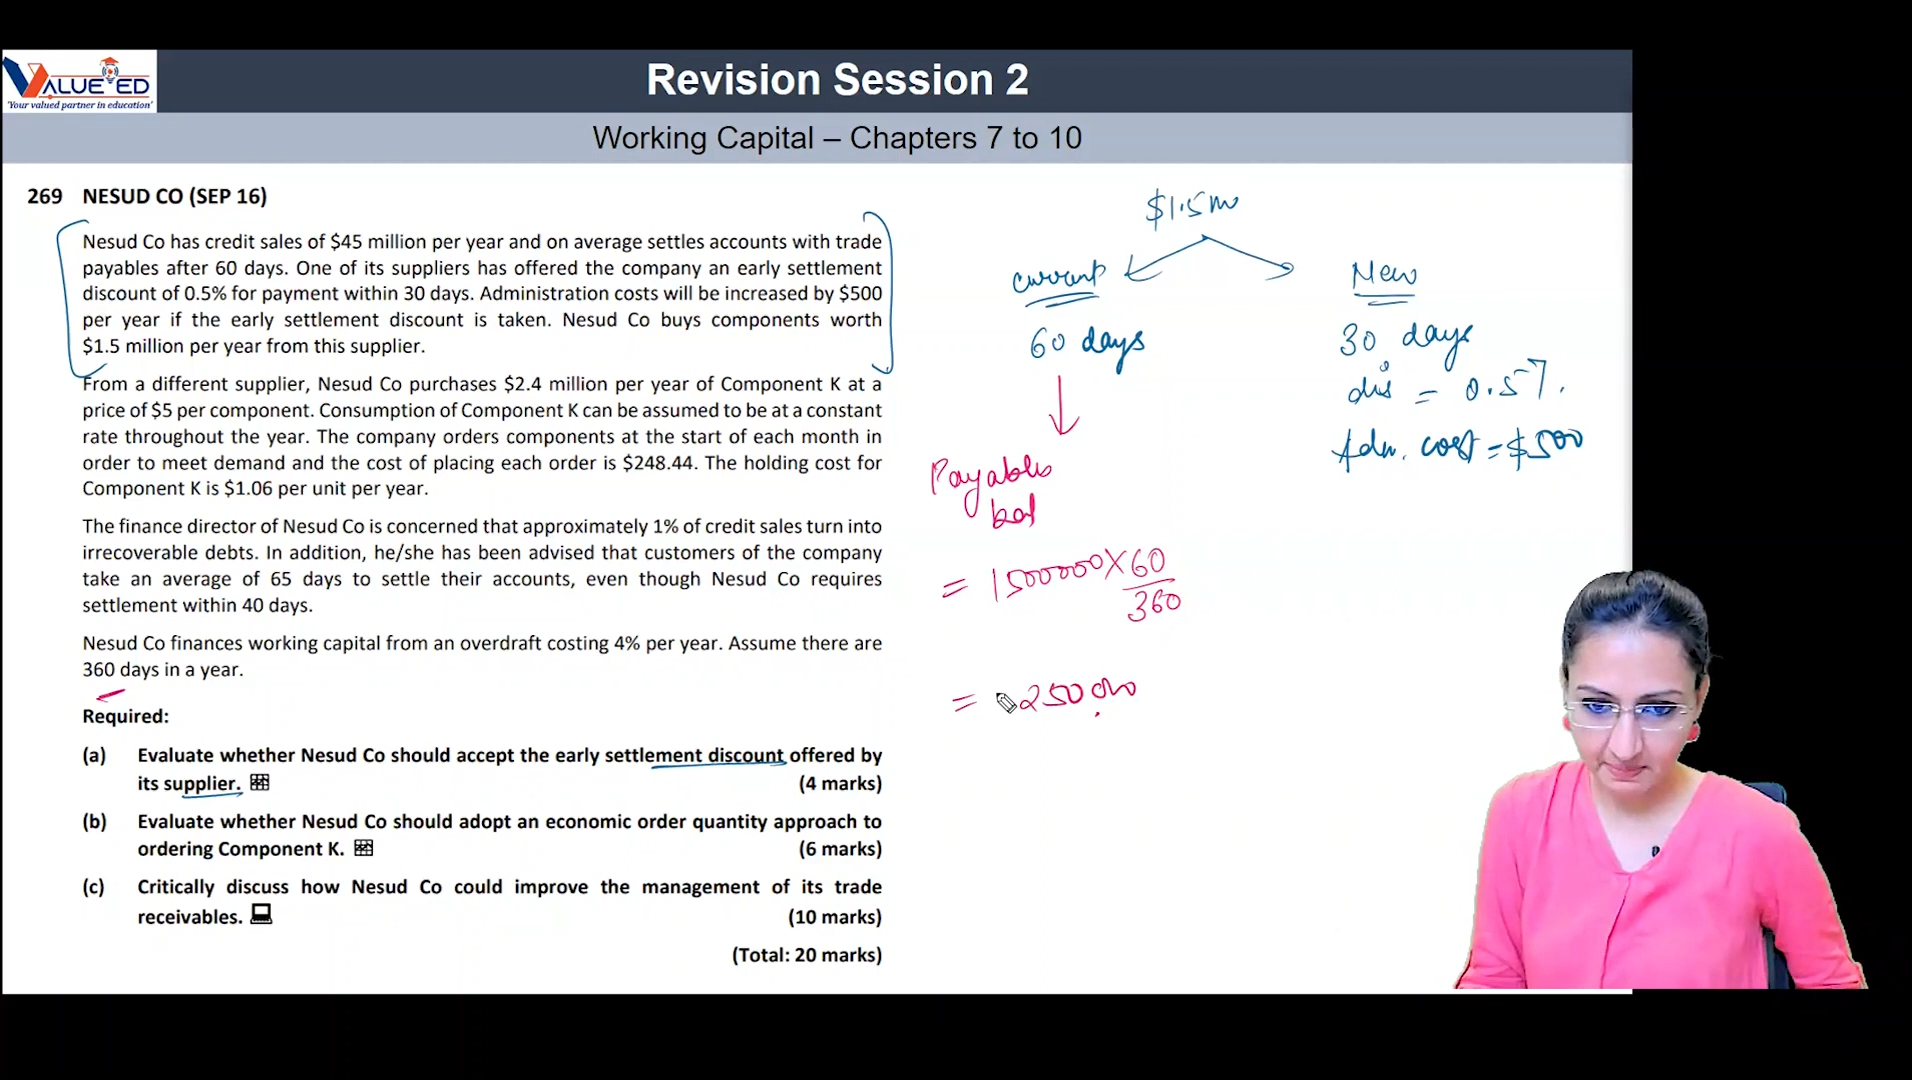 VALUE ED
'Your valued partner in education'
Revision Session 2
Working Capital – Chapters 7 to 10
269 NESUD CO (SEP 16)
Nesud Co has credit sales of $45 million per year and on average settles accounts with trade
payables after 60 days. One of its suppliers has offered the company an early settlement
discount of 0.5% for payment within 30 days. Administration costs will be increased by $500
per year if the early settlement discount is taken. Nesud Co buys components worth
$1.5 million per year from this supplier.
From a different supplier, Nesud Co purchases $2.4 million per year of Component K at a
price of $5 per component. Consumption of Component K can be assumed to be at a constant
rate throughout the year. The company orders components at the start of each month in
order to meet demand and the cost of placing each order is $248.44. The holding cost for
Component K is $1.06 per unit per year.
The finance director of Nesud Co is concerned that approximately 1% of credit sales turn into
irrecoverable debts. In addition, he/she has been advised that customers of the company
take an average of 65 days to settle their accounts, even though Nesud Co requires
settlement within 40 days.
Nesud Co finances working capital from an overdraft costing 4% per year. Assume there are
360 days in a year.
Required:
(a) Evaluate whether Nesud Co should accept the early settlement discount offered by
its supplier. (4 marks)
(b) Evaluate whether Nesud Co should adopt an economic order quantity approach to
ordering Component K. (6 marks)
(c) Critically discuss how Nesud Co could improve the management of its trade
receivables. (10 marks)
(Total: 20 marks)
$1.5m
Current
60 days
Payables
bal
= 1500000 × 60
360
= 250000
New
30 days
dis = 0.5%.
Adm. cost = $500